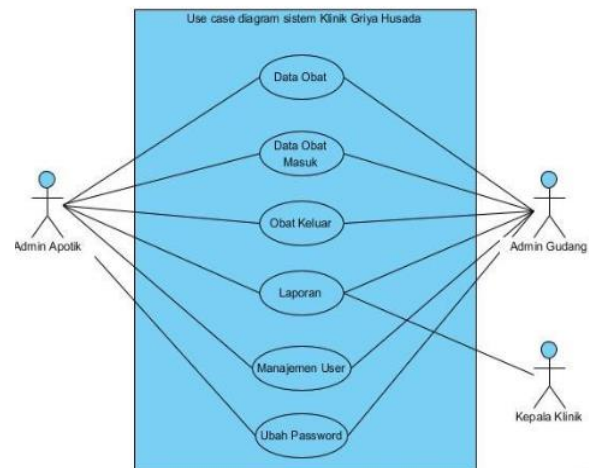 Use case diagram sistem Klinik Griya Husada
Data Obat
Data Obat
Masuk
Obat Keluar
Laporan
Manajemen User
Ubah Password
Admin Apotik
Admin Gudang
Kepala Klinik